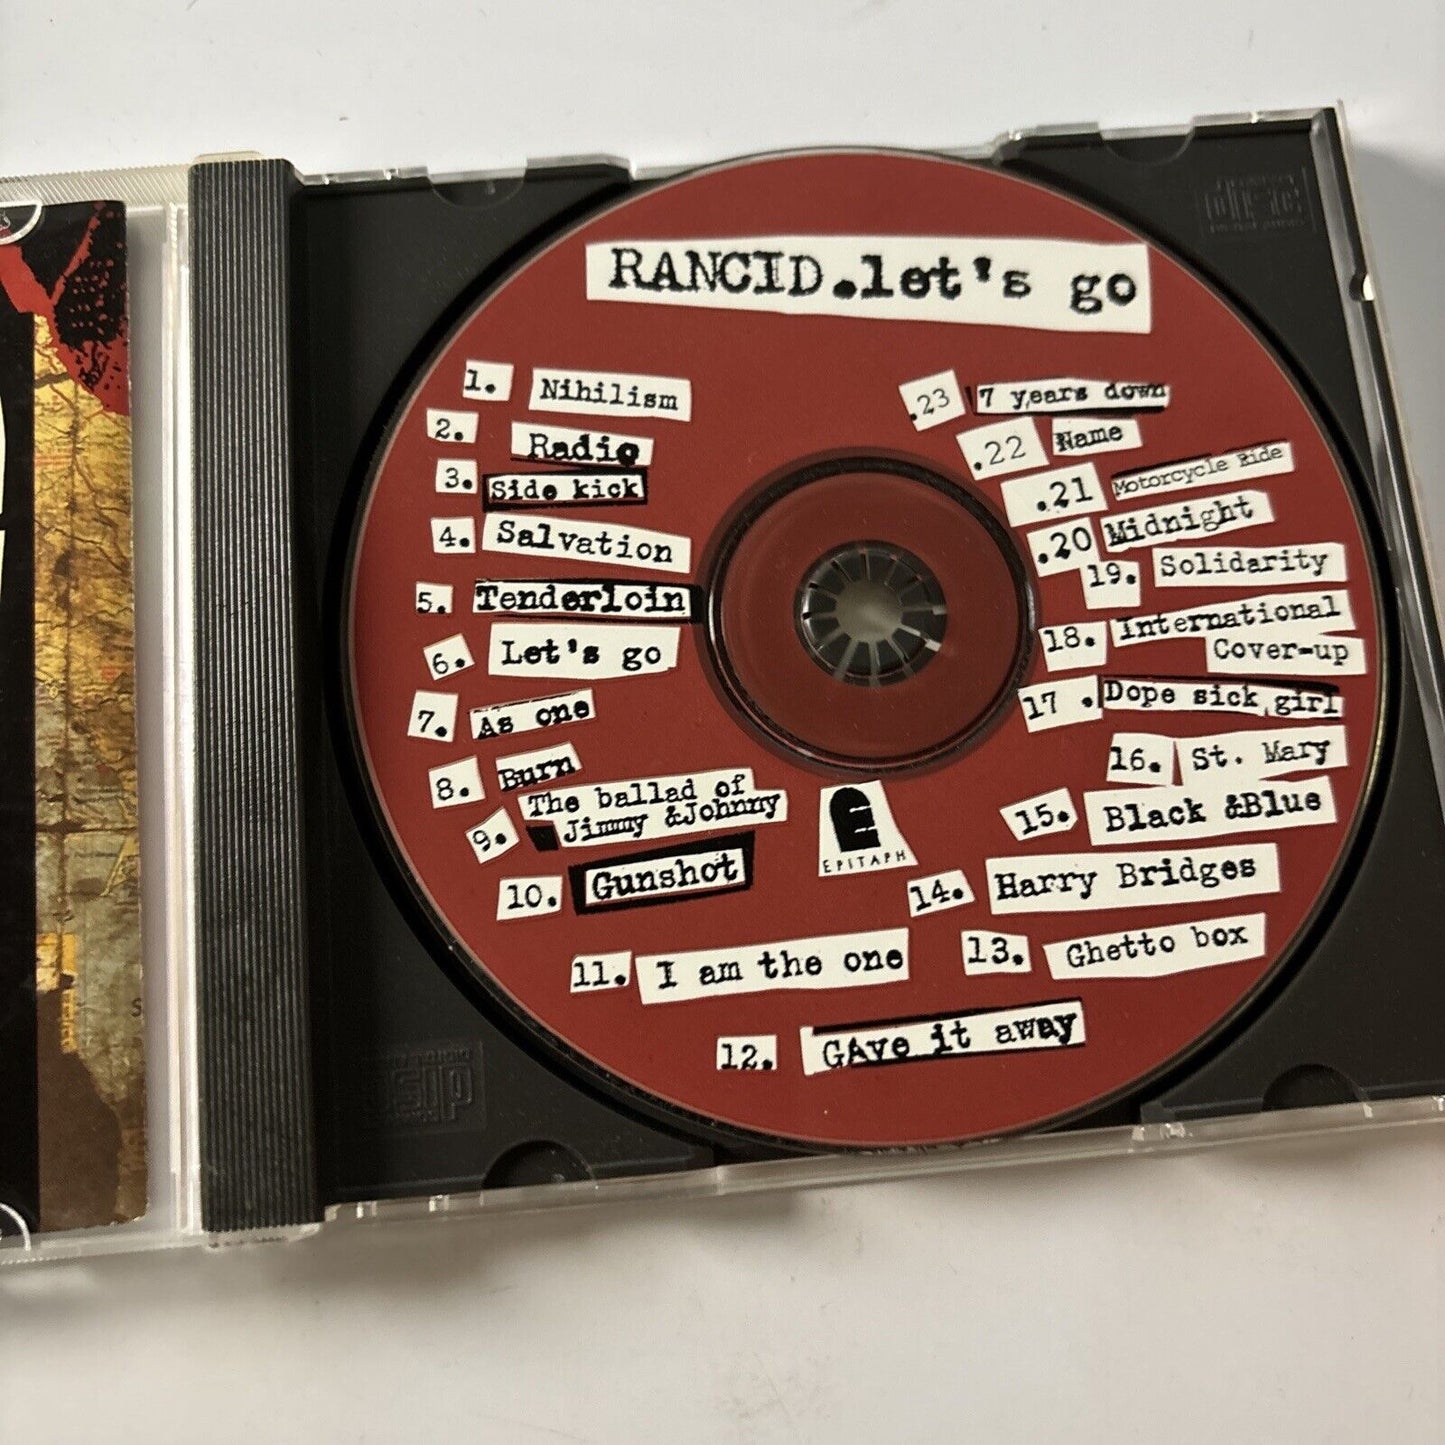 RANCID.let's go
1. Nihilism
2. Radio
3. Side kick
4. Salvation
5. Tenderloin
6. Let's go
7. As one
8. Burn
9. The ballad of
Jimmy &Johnny
10. Gunshot
11. I am the one
12. GAve it away
13. Ghetto box
14. Harry Bridges
15. Black &Blue
16. St. Mary
17. Dope sick girl
18. International
Cover-up
19. Solidarity
.20 Midnight
.21 Motorcycle Ride
.22 Name
.23 7 years down
EPITAPH